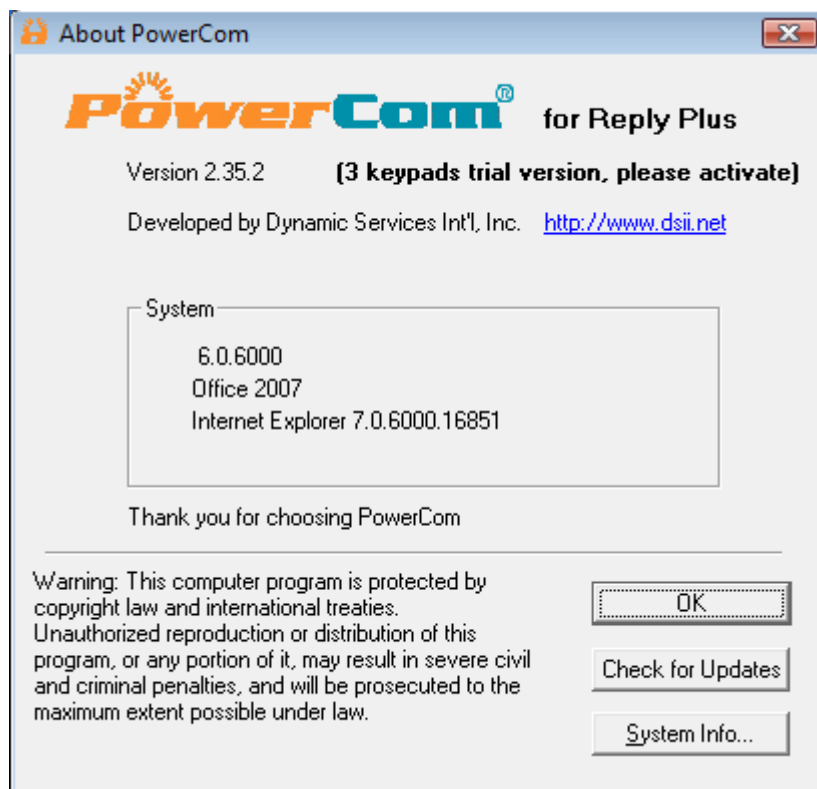 About PowerCom
PowerCom® for Reply Plus
Version 2.35.2 (3 keypads trial version, please activate)
Developed by Dynamic Services Int'l, Inc. http://www.dsii.net
System
6.0.6000
Office 2007
Internet Explorer 7.0.6000.16851
Thank you for choosing PowerCom
Warning: This computer program is protected by
copyright law and international treaties.
Unauthorized reproduction or distribution of this
program, or any portion of it, may result in severe civil
and criminal penalties, and will be prosecuted to the
maximum extent possible under law.
OK
Check for Updates
System Info...